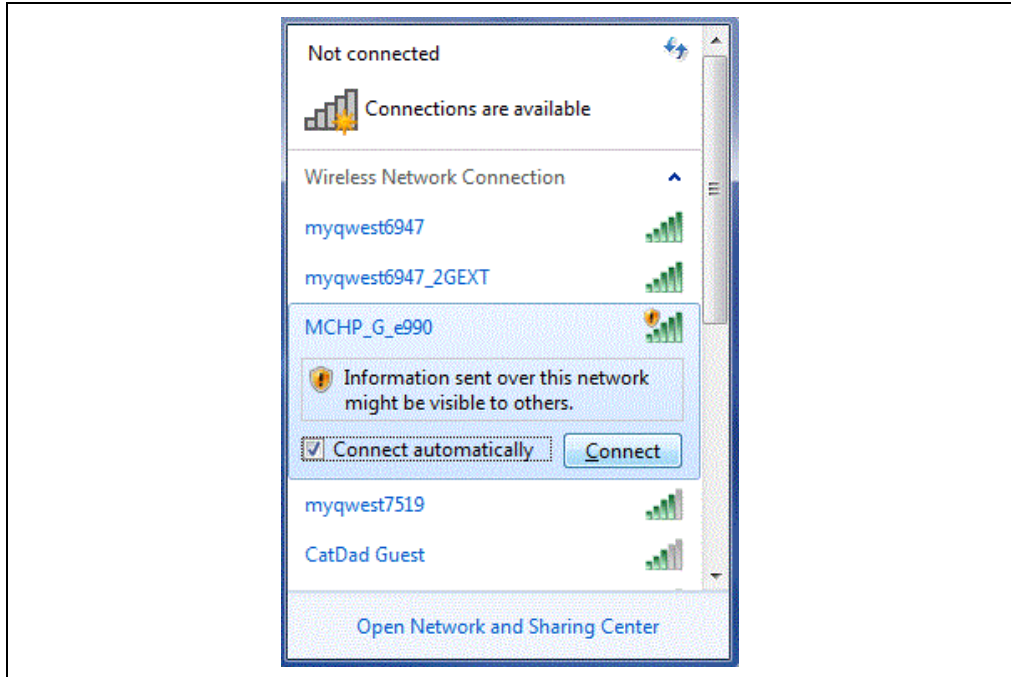 Not connected
Connections are available
Wireless Network Connection
myqwest6947
myqwest6947_2GEXT
MCHP_G_e990
Information sent over this network
might be visible to others.
Connect automatically Connect
myqwest7519
CatDad Guest
Open Network and Sharing Center